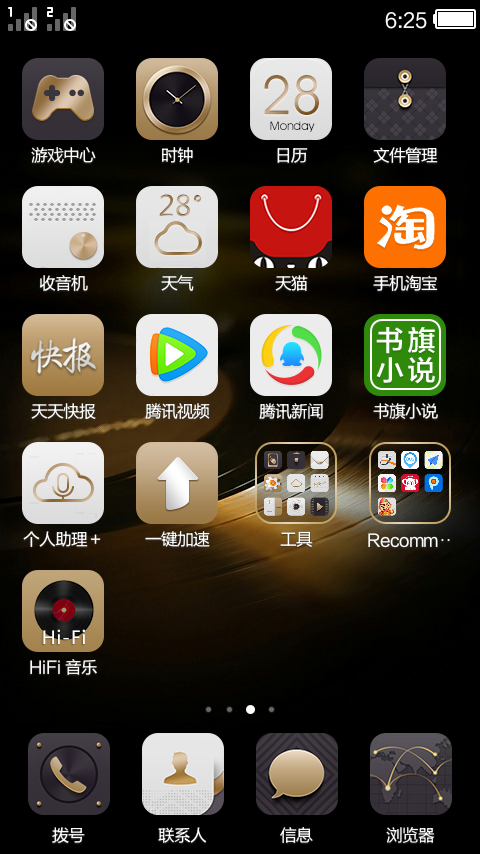 1 2 6:25
28
Monday
游戏中心 时钟 日历 文件管理
28°
淘
收音机 天气 天猫 手机淘宝
快报
书旗
小说
天天快报 腾讯视频 腾讯新闻 书旗小说
个人助理+ 一键加速 工具 Recomm··
Hi-Fi
HiFi 音乐
拨号 联系人 信息 浏览器